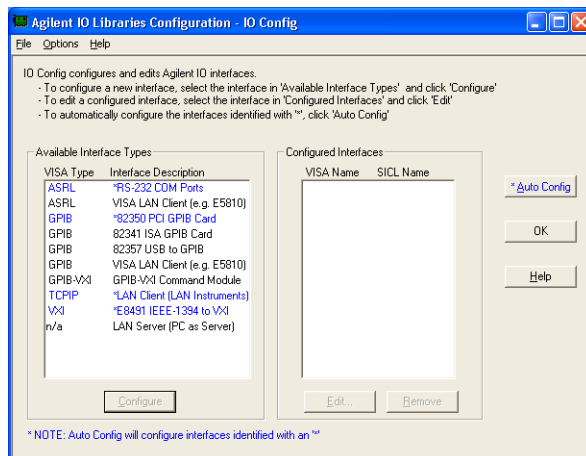 Agilent IO Libraries Configuration - IO Config
File Options Help
IO Config configures and edits Agilent IO interfaces.
- To configure a new interface, select the interface in 'Available Interface Types' and click 'Configure'
- To edit a configured interface, select the interface in 'Configured Interfaces' and click 'Edit'
- To automatically configure the interfaces identified with '*', click 'Auto Config'
Available Interface Types
VISA Type Interface Description
ASRL *RS-232 COM Ports
ASRL VISA LAN Client (e.g. E5810)
GPIB *82350 PCI GPIB Card
GPIB 82341 ISA GPIB Card
GPIB 82357 USB to GPIB
GPIB VISA LAN Client (e.g. E5810)
GPIB-VXI GPIB-VXI Command Module
TCPIP *LAN Client (LAN Instruments)
VXI *E8491 IEEE-1394 to VXI
n/a LAN Server (PC as Server)
Configure
Configured Interfaces
VISA Name SICL Name
Edit... Remove
* Auto Config
OK
Help
* NOTE: Auto Config will configure interfaces identified with an '*'